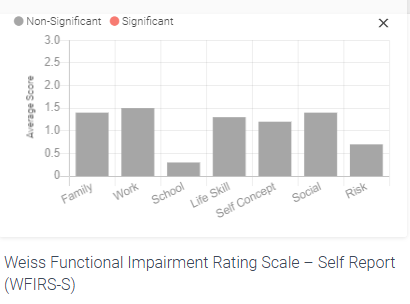 Non-Significant Significant
3.0
2.5
2.0
1.5
1.0
0.5
0
Average Score
Family Work School Life Skill Self Concept Social Risk
Weiss Functional Impairment Rating Scale – Self Report
(WFIRS-S)